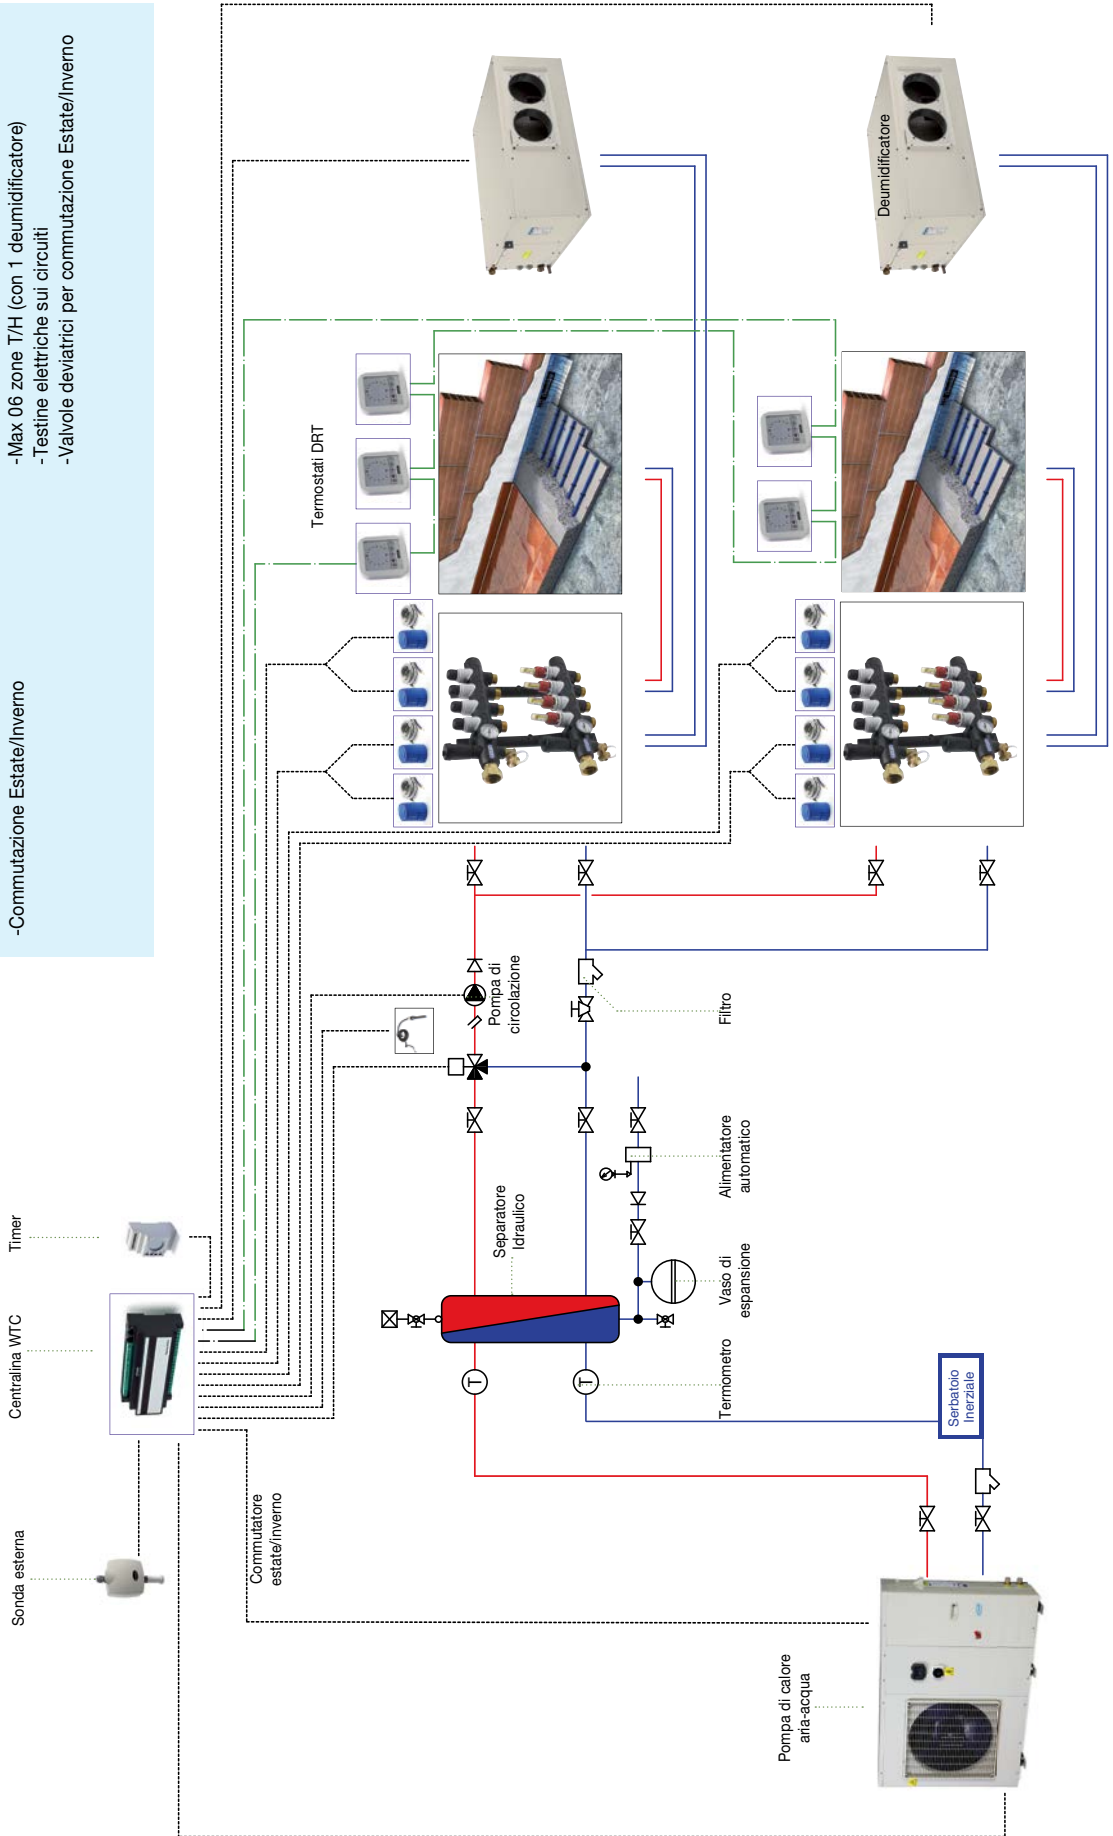 -Commutazione Estate/Inverno
-Max 06 zone T/H (con 1 deumidificatore)
-Testine elettriche sui circuiti
-Valvole deviatrici per commutazione Estate/Inverno
Sonda esterna
Centralina WTC
Timer
Commutatore
estate/inverno
Termostati DRT
Separatore
Idraulico
Pompa di
circolazione
Termometro
Vaso di
espansione
Alimentatore
automatico
Filtro
T
T
Pompa di calore
aria-acqua
Serbatoio
Inerziale
Deumidificatore